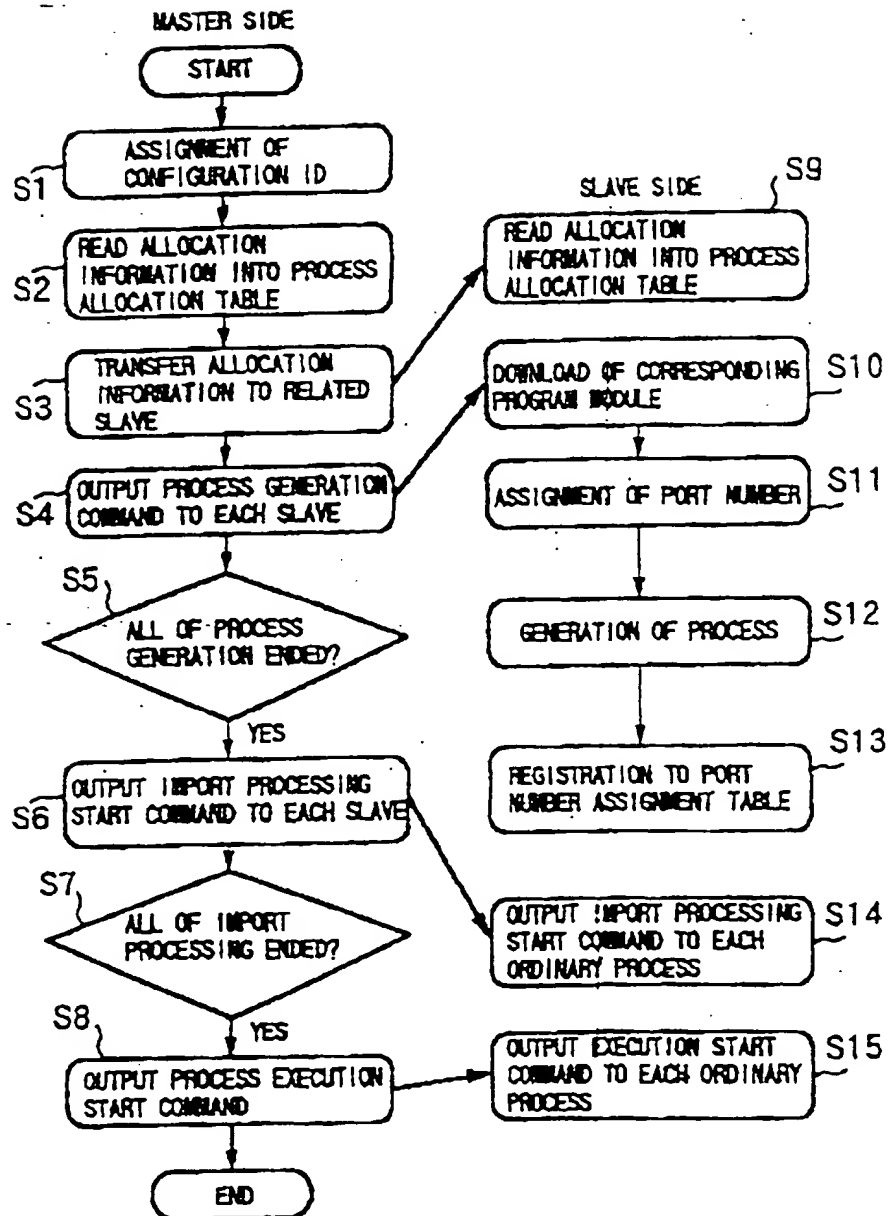 MASTER SIDE
START
S1
ASSIGNMENT OF
CONFIGURATION ID
S2
READ ALLOCATION
INFORMATION INTO PROCESS
ALLOCATION TABLE
S3
TRANSFER ALLOCATION
INFORMATION TO RELATED
SLAVE
S4
OUTPUT PROCESS GENERATION
COMMAND TO EACH SLAVE
S5
ALL OF PROCESS
GENERATION ENDED?
YES
S6
OUTPUT IMPORT PROCESSING
START COMMAND TO EACH SLAVE
S7
ALL OF IMPORT
PROCESSING ENDED?
YES
S8
OUTPUT PROCESS EXECUTION
START COMMAND
END
SLAVE SIDE
S9
READ ALLOCATION
INFORMATION INTO PROCESS
ALLOCATION TABLE
S10
DOWNLOAD OF CORRESPONDING
PROGRAM MODULE
S11
ASSIGNMENT OF PORT NUMBER
S12
GENERATION OF PROCESS
S13
REGISTRATION TO PORT
NUMBER ASSIGNMENT TABLE
S14
OUTPUT IMPORT PROCESSING
START COMMAND TO EACH
ORDINARY PROCESS
S15
OUTPUT EXECUTION START
COMMAND TO EACH ORDINARY
PROCESS